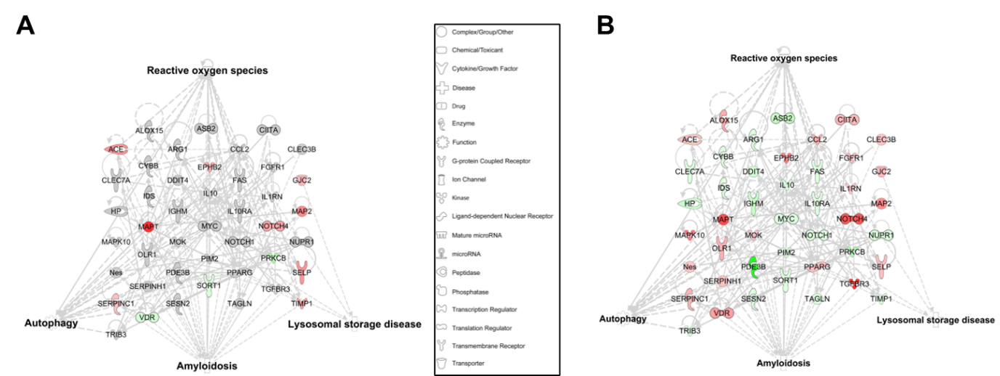 A
Reactive oxygen species
ALOX15
ASB2
CIITA
ACE
ARG1
CCL2
CLEC3B
CYBB
EPHB2
FGFR1
CLEC7A
DDIT4
FAS
GJC2
IDS
IL10
IL1RN
HP
IGHM
IL10RA
MAP2
MAPT
MYC
NOTCH4
MAPK10
MOK
NOTCH1
NUPR1
OLR1
PIM2
PRKCB
Nes
PDE3B
PPARG
SELP
SERPINH1
SORT1
TGFBR3
SERPINC1
SESN2
TAGLN
TIMP1
VDR
TRIB3
Autophagy
Lysosomal storage disease
Amyloidosis
Complex/Group/Other
Chemical/Toxicant
Cytokine/Growth Factor
Disease
Drug
Enzyme
Function
G-protein Coupled Receptor
Ion Channel
Kinase
Ligand-dependent Nuclear Receptor
Mature microRNA
microRNA
Peptidase
Phosphatase
Transcription Regulator
Translation Regulator
Transmembrane Receptor
Transporter
B
Reactive oxygen species
ALOX15
ASB2
CIITA
ACE
ARG1
CCL2
CLEC3B
CYBB
EPHB2
FGFR1
CLEC7A
DDIT4
FAS
GJC2
IDS
IL10
IL1RN
HP
IGHM
IL10RA
MAP2
MAPT
MYC
NOTCH4
MAPK10
MOK
NOTCH1
NUPR1
OLR1
PIM2
PRKCB
Nes
PDE3B
PPARG
SELP
SERPINH1
SORT1
TGFBR3
SERPINC1
SESN2
TAGLN
TIMP1
VDR
TRIB3
Autophagy
Lysosomal storage disease
Amyloidosis